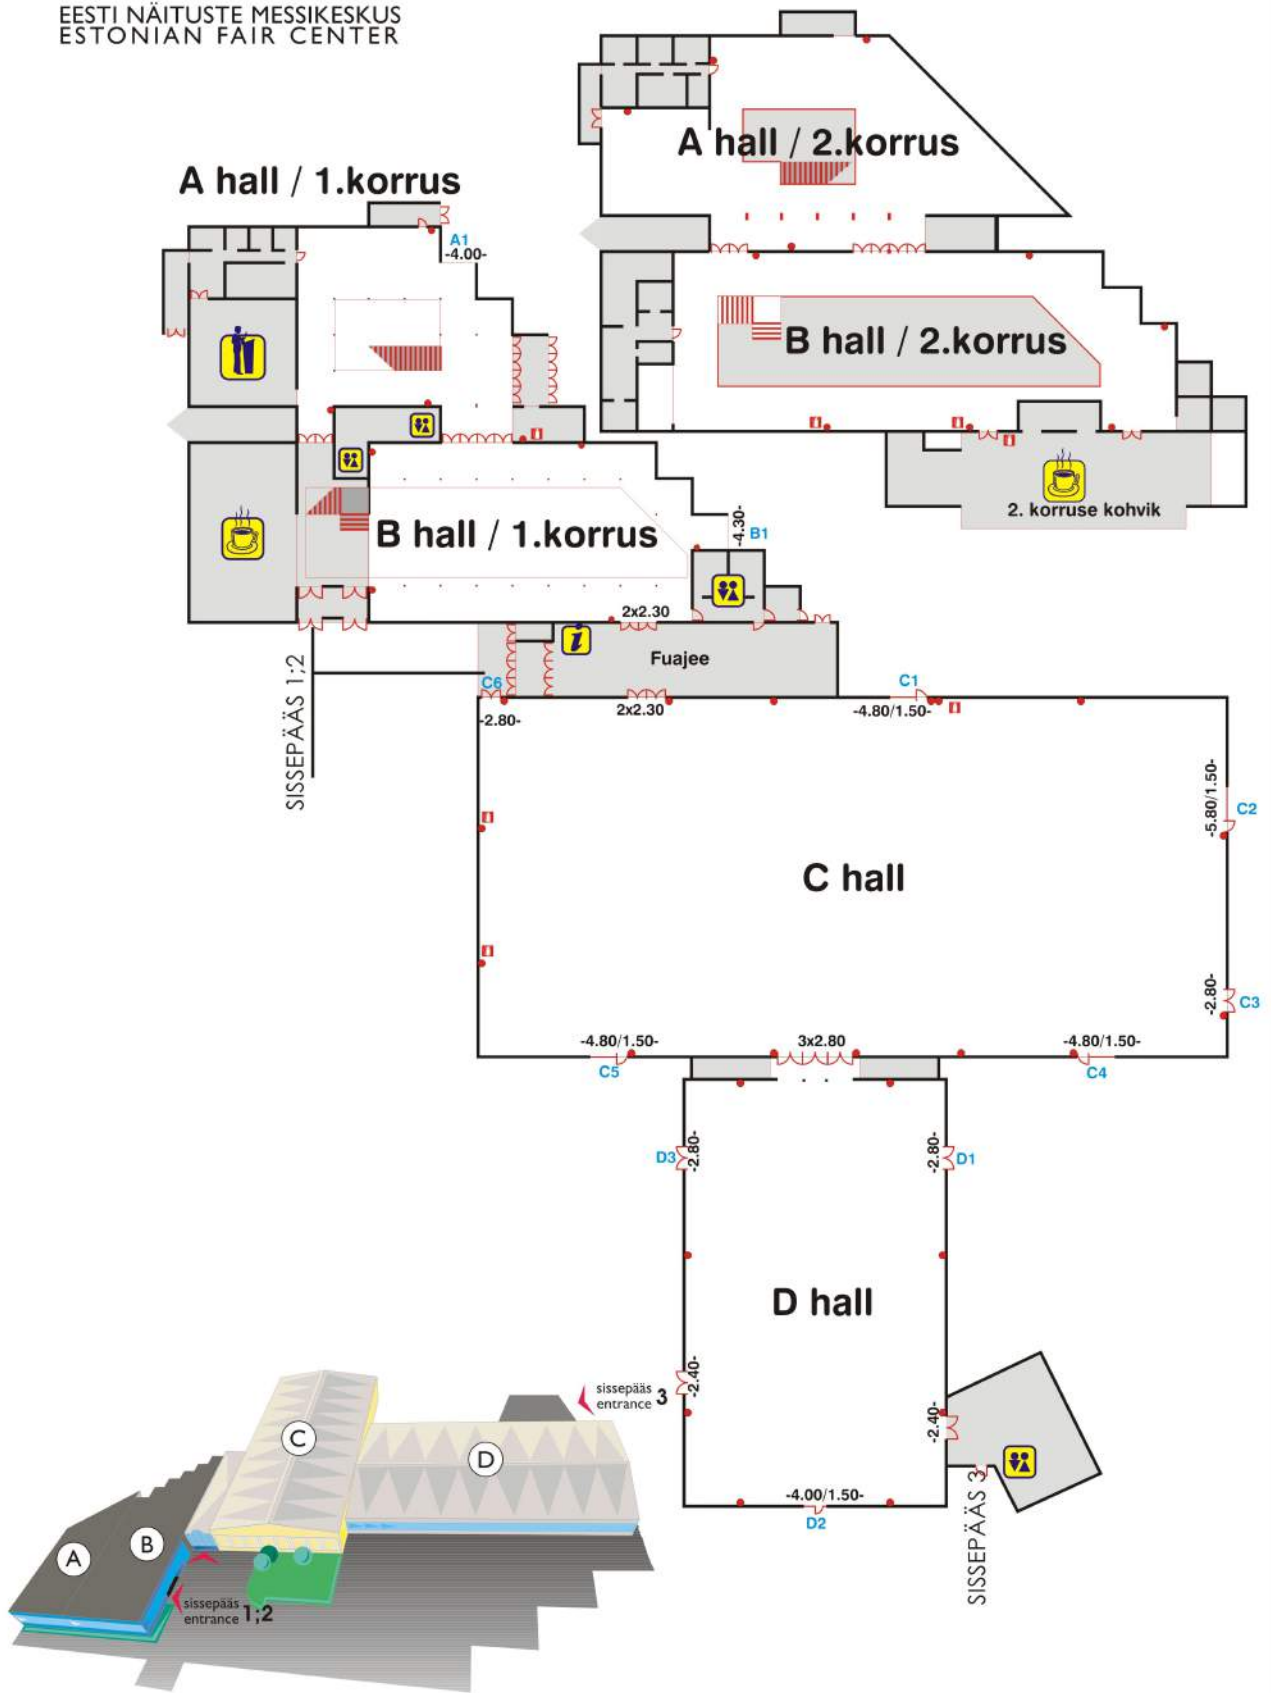 EESTI NÄITUSTE MESSIKESKUS
ESTONIAN FAIR CENTER
A hall / 2.korrus
A hall / 1.korrus
A1
-4.00-
B hall / 2.korrus
2. korruse kohvik
B hall / 1.korrus
-4.30-
B1
2x2.30
i
Fuajee
SISSEPÄÄS 1;2
C6
-2.80-
2x2.30
C1
-4.80/1.50-
-5.80/1.50-
C2
C hall
-2.80-
C3
-4.80/1.50-
3x2.80
-4.80/1.50-
C5
C4
D3
-2.80-
-2.80-
D1
D hall
-2.40-
sissepääs
entrance 3
-2.40-
C
D
-4.00/1.50-
D2
SISSEPÄÄS 3
B
A
sissepääs
entrance 1;2